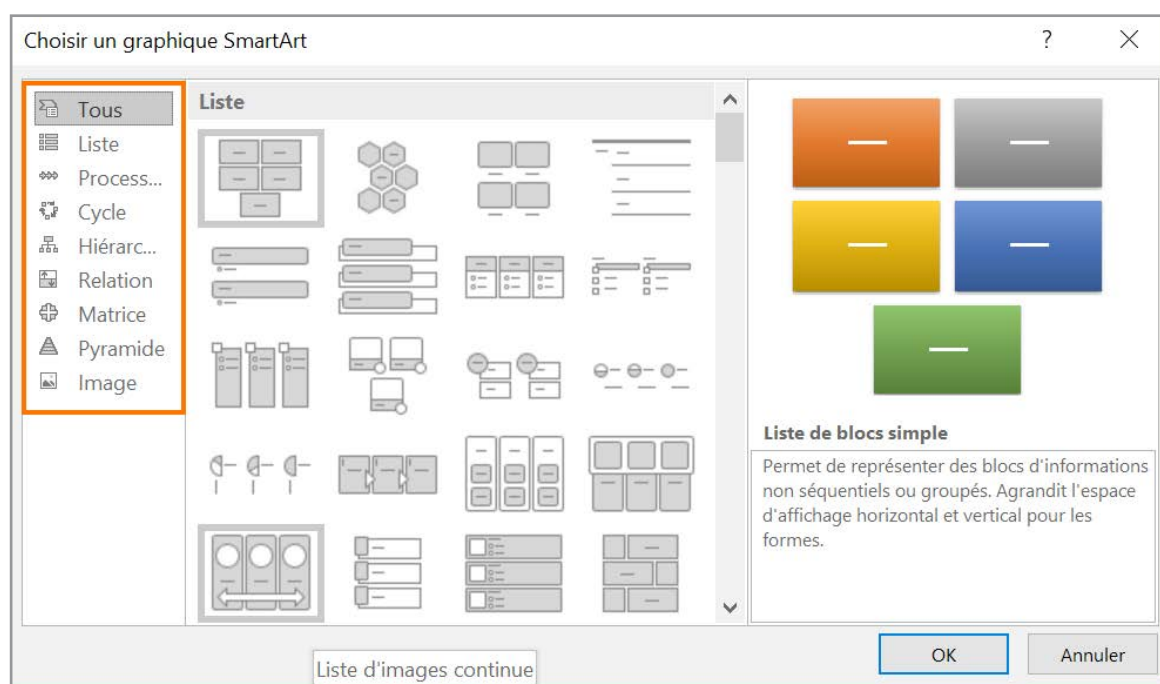 Choisir un graphique SmartArt
?
Tous
Liste
Process...
Cycle
Hiérarc...
Relation
Matrice
Pyramide
Image
Liste
Liste de blocs simple
Permet de représenter des blocs d'informations
non séquentiels ou groupés. Agrandit l'espace
d'affichage horizontal et vertical pour les
formes.
Liste d'images continue
OK
Annuler